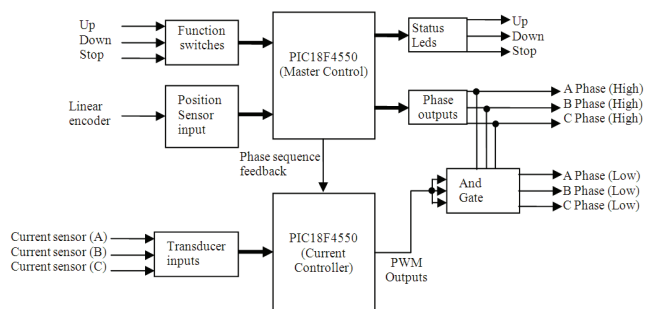 Up
Down
Stop
Function
switches
PIC18F4550
(Master Control)
Status
Leds
Up
Down
Stop
Linear
encoder
Position
Sensor
input
Phase
outputs
A Phase (High)
B Phase (High)
C Phase (High)
Phase sequence
feedback
And
Gate
A Phase (Low)
B Phase (Low)
C Phase (Low)
Current sensor (A)
Current sensor (B)
Current sensor (C)
Transducer
inputs
PIC18F4550
(Current
Controller)
PWM
Outputs